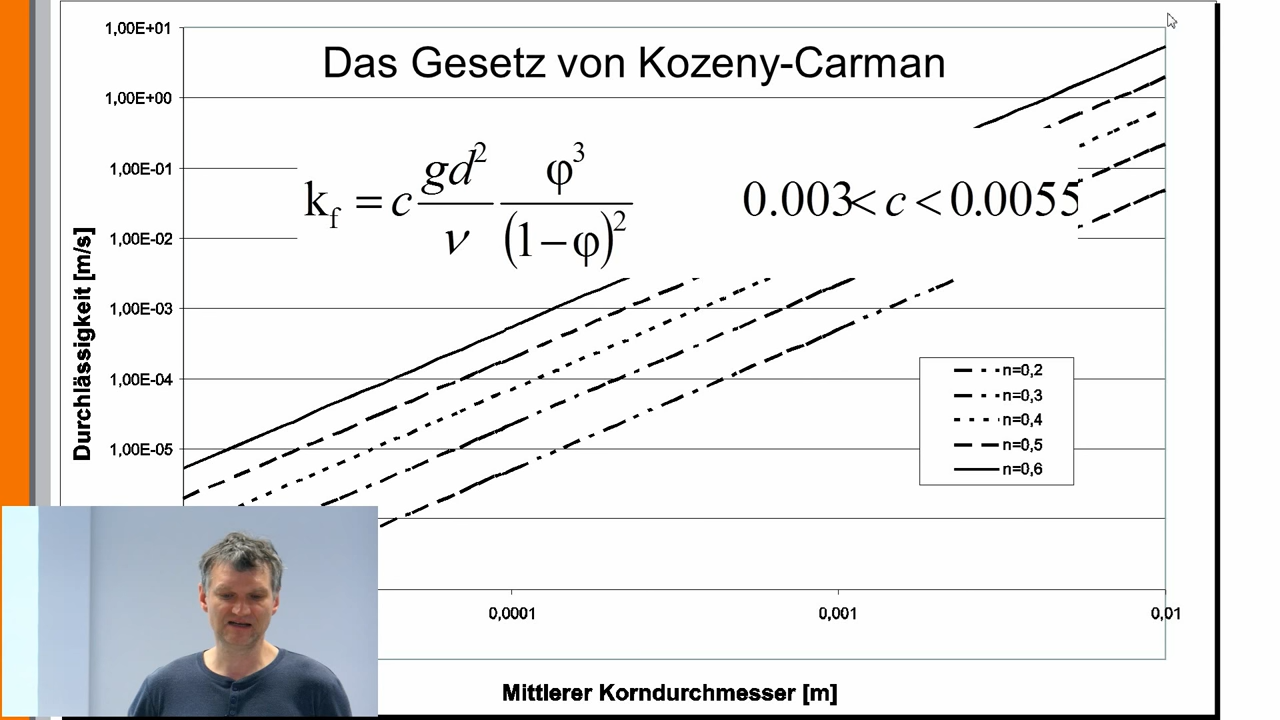 Das Gesetz von Kozeny-Carman
k_f = c gd²/ν φ³/(1−φ)²
0.003< c < 0.0055
Durchlässigkeit [m/s]
1,00E+01
1,00E+00
1,00E-01
1,00E-02
1,00E-03
1,00E-04
1,00E-05
n=0,2
n=0,3
n=0,4
n=0,5
n=0,6
0,0001
0,001
0,01
Mittlerer Korndurchmesser [m]